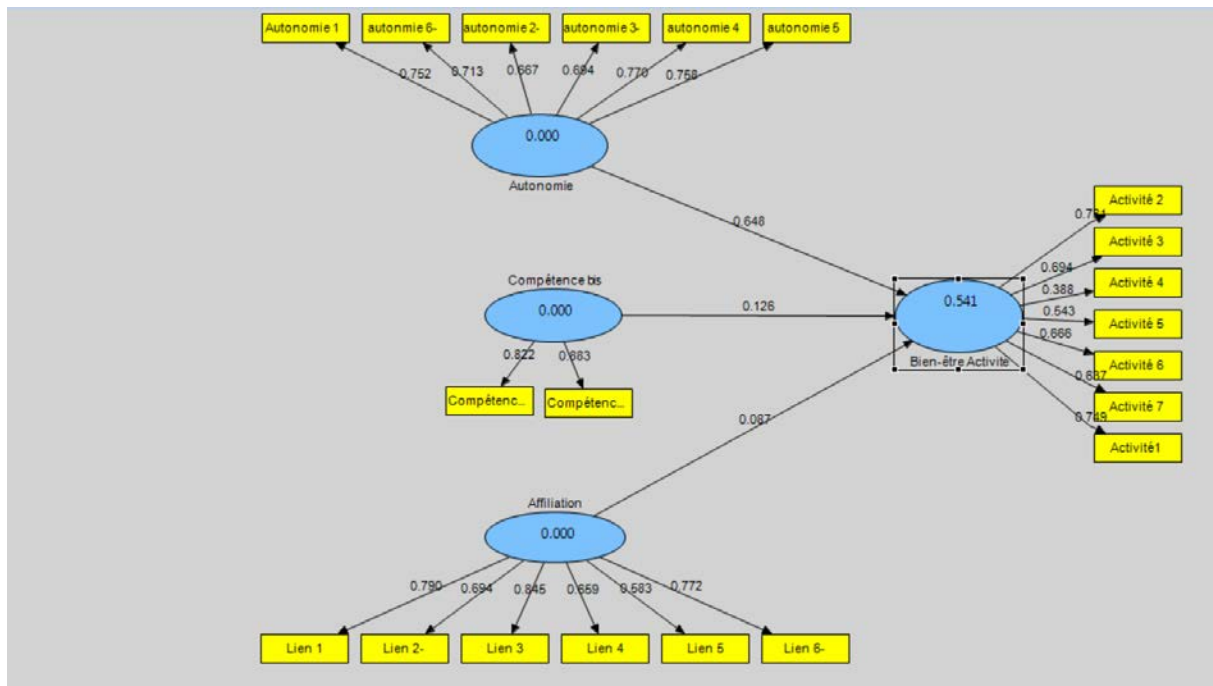 Autonomie 1
autonmie 6-
autonomie 2-
autonomie 3-
autonomie 4
autonomie 5
0.752
0.713
0.667
0.694
0.770
0.000
Autonomie
0.648
Compétence bis
0.000
0.126
0.822
Compétenc...
Compétenc...
0.541
Bien-être Activité
Activité 2
0.694
Activité 3
0.388
Activité 4
0.543
Activité 5
0.666
Activité 6
Activité 7
0.749
Activité1
0.087
Affiliation
0.000
0.790
0.694
0.845
0.659
0.583
0.772
Lien 1
Lien 2-
Lien 3
Lien 4
Lien 5
Lien 6-